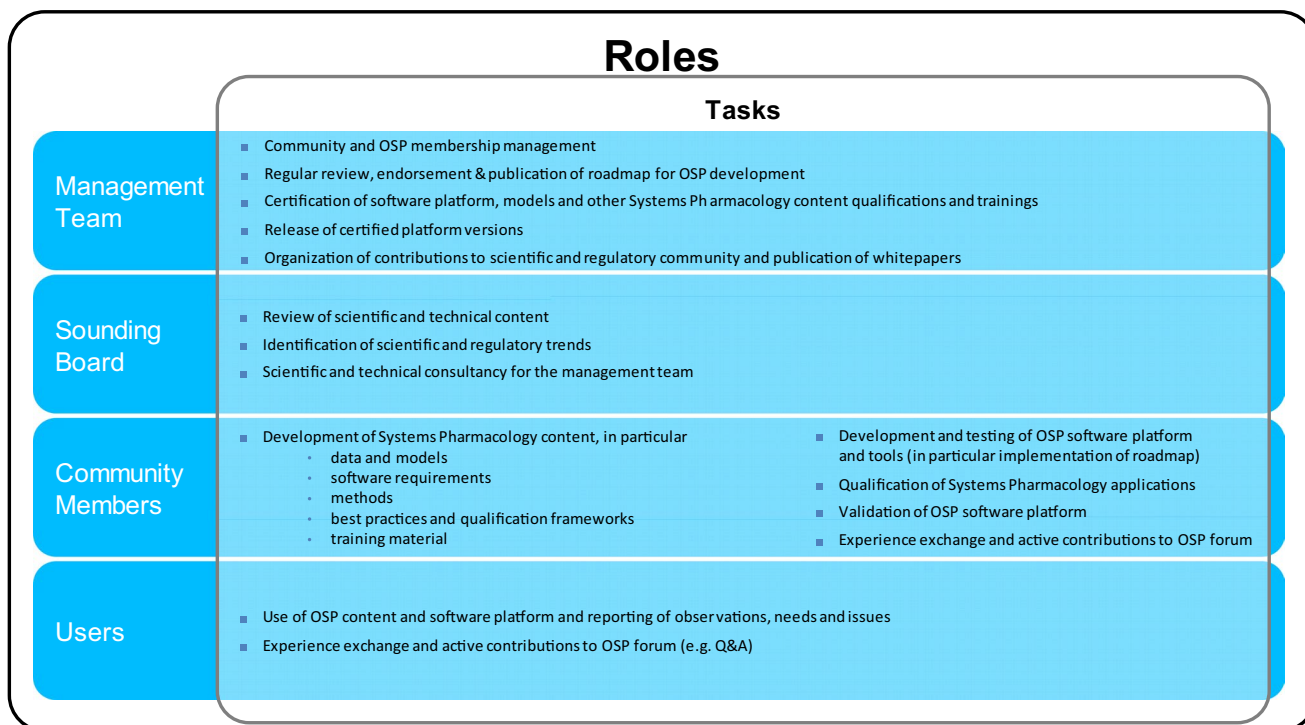 Roles
Tasks
Management
Team
Community and OSP membership management
Regular review, endorsement & publication of roadmap for OSP development
Certification of software platform, models and other Systems Pharmacology content qualifications and trainings
Release of certified platform versions
Organization of contributions to scientific and regulatory community and publication of whitepapers
Sounding
Board
Review of scientific and technical content
Identification of scientific and regulatory trends
Scientific and technical consultancy for the management team
Community
Members
Development of Systems Pharmacology content, in particular
data and models
software requirements
methods
best practices and qualification frameworks
training material
Development and testing of OSP software platform
and tools (in particular implementation of roadmap)
Qualification of Systems Pharmacology applications
Validation of OSP software platform
Experience exchange and active contributions to OSP forum
Users
Use of OSP content and software platform and reporting of observations, needs and issues
Experience exchange and active contributions to OSP forum (e.g. Q&A)